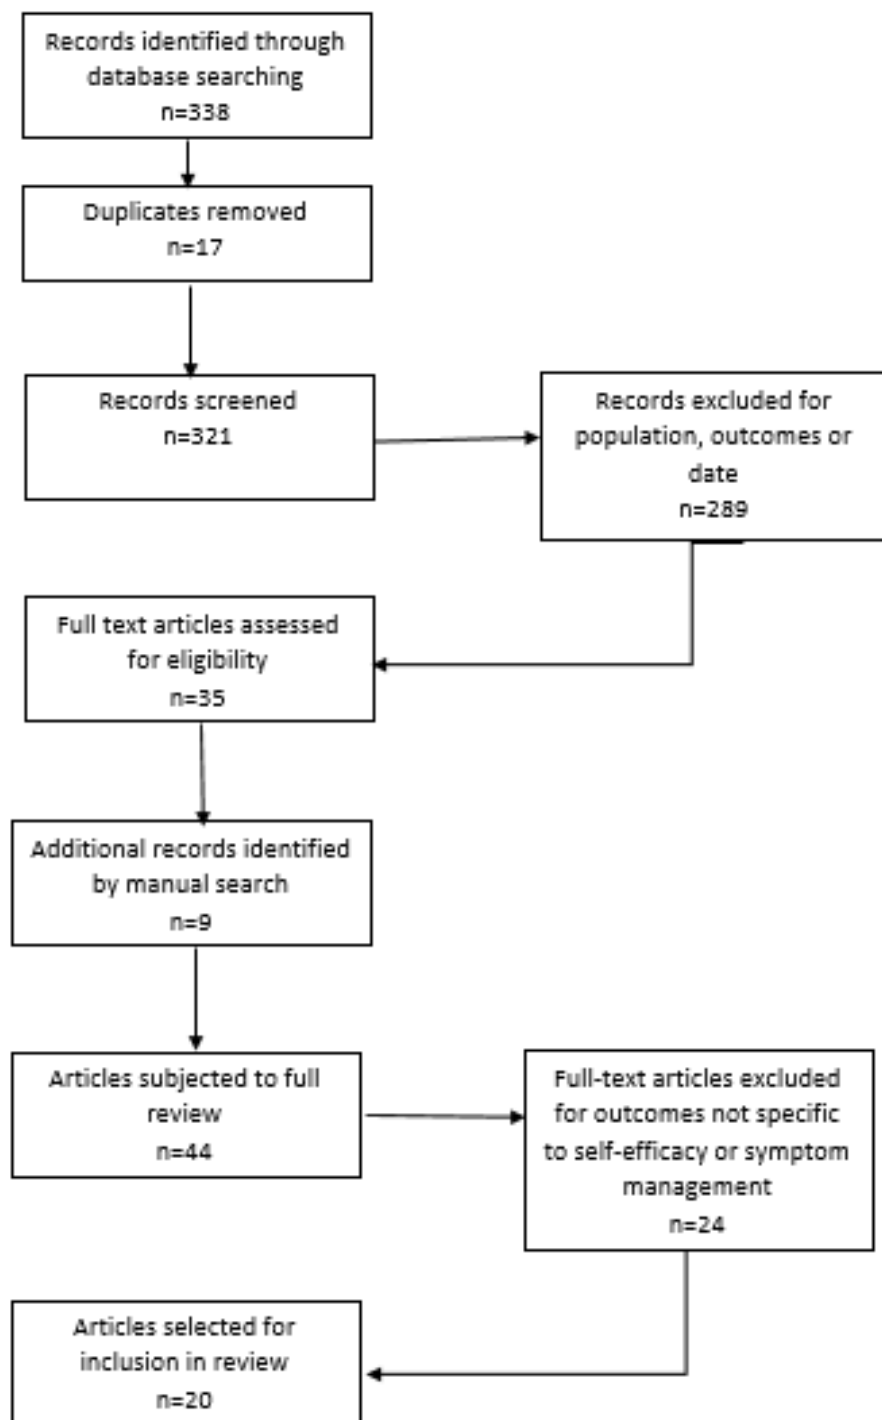 Records identified through
database searching
n=338
Duplicates removed
n=17
Records screened
n=321
Records excluded for
population, outcomes or
date
n=289
Full text articles assessed
for eligibility
n=35
Additional records identified
by manual search
n=9
Articles subjected to full
review
n=44
Full-text articles excluded
for outcomes not specific
to self-efficacy or symptom
management
n=24
Articles selected for
inclusion in review
n=20